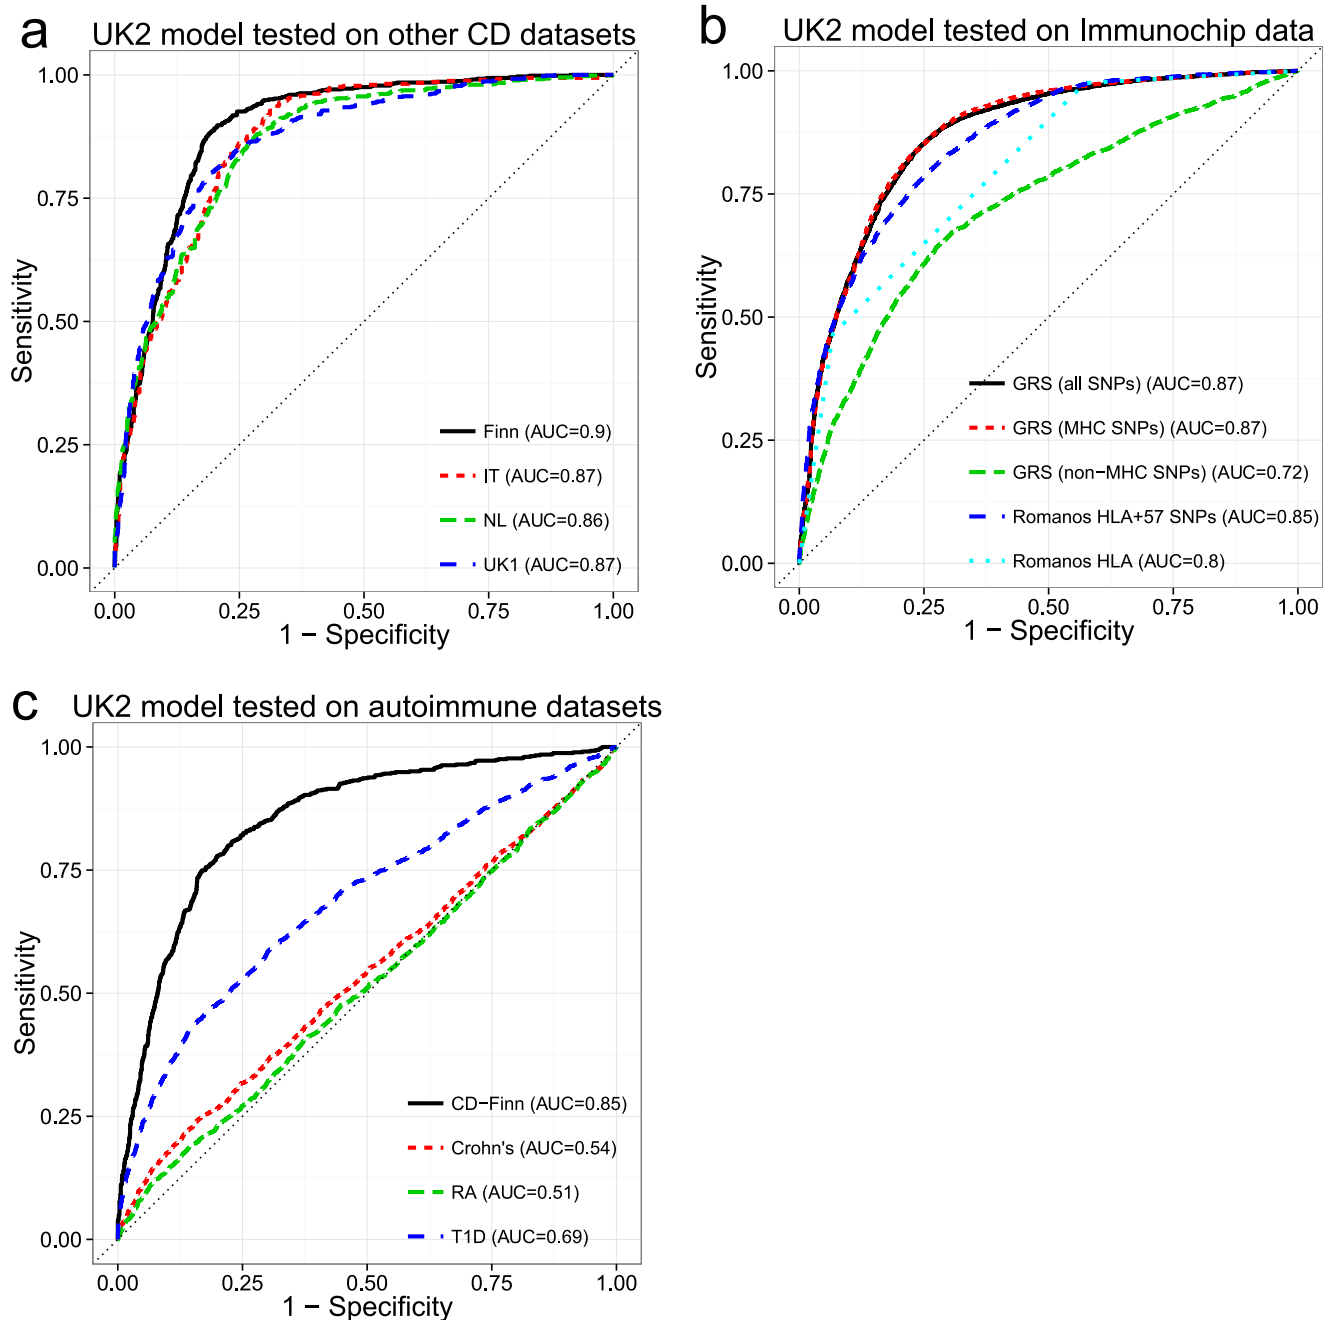 a
UK2 model tested on other CD datasets
1.00
0.75
0.50
0.25
0.00
Sensitivity
Finn (AUC=0.9)
IT (AUC=0.87)
NL (AUC=0.86)
UK1 (AUC=0.87)
0.00 0.25 0.50 0.75 1.00
1 − Specificity
b
UK2 model tested on Immunochip data
1.00
0.75
0.50
0.25
0.00
Sensitivity
GRS (all SNPs) (AUC=0.87)
GRS (MHC SNPs) (AUC=0.87)
GRS (non−MHC SNPs) (AUC=0.72)
Romanos HLA+57 SNPs (AUC=0.85)
Romanos HLA (AUC=0.8)
0.00 0.25 0.50 0.75 1.00
1 − Specificity
c
UK2 model tested on autoimmune datasets
1.00
0.75
0.50
0.25
0.00
Sensitivity
CD−Finn (AUC=0.85)
Crohn's (AUC=0.54)
RA (AUC=0.51)
T1D (AUC=0.69)
0.00 0.25 0.50 0.75 1.00
1 − Specificity